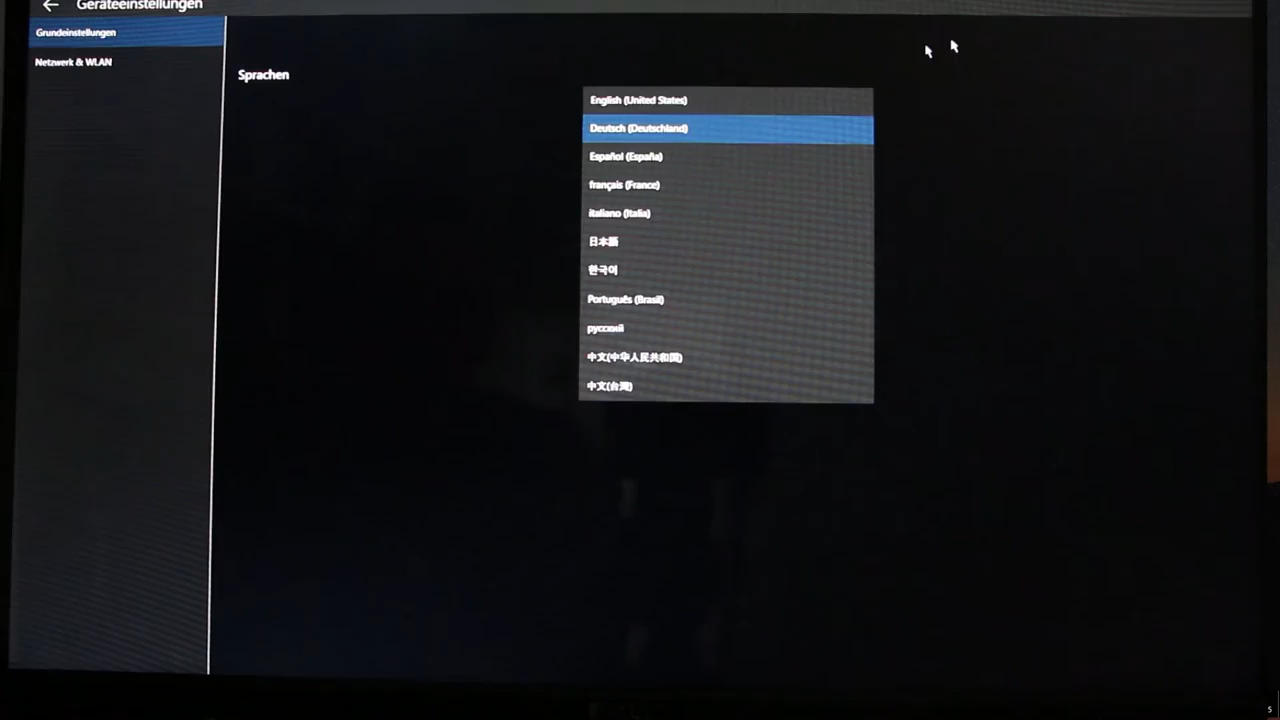 Geräteeinstellungen
Grundeinstellungen
Netzwerk & WLAN
Sprachen
English (United States)
Deutsch (Deutschland)
Español (España)
français (France)
italiano (Italia)
日本語
한국어
Português (Brasil)
русский
中文(中华人民共和国)
中文(台灣)
5